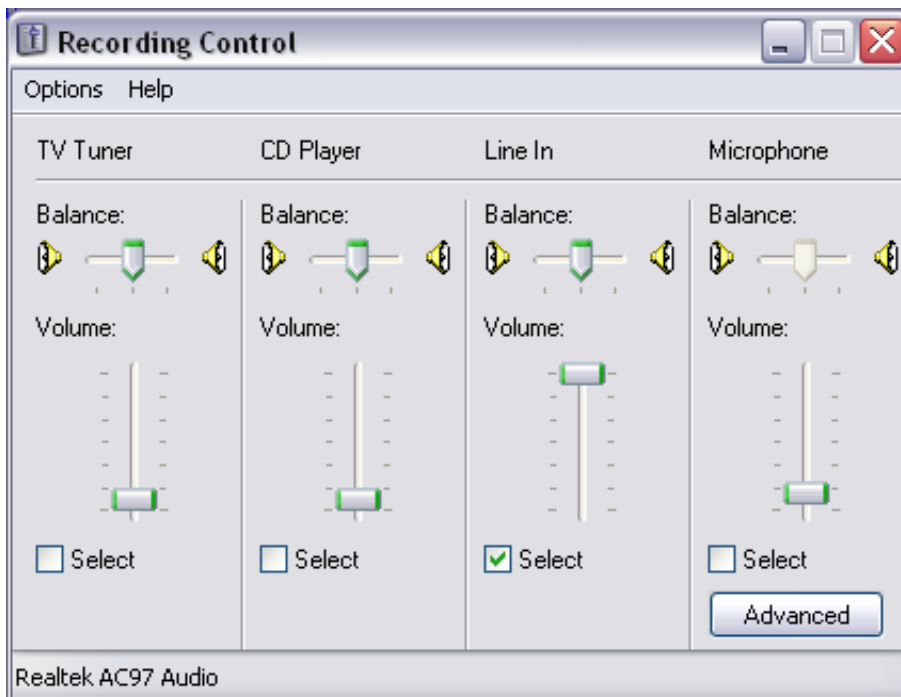 Recording Control
Options Help
TV Tuner CD Player Line In Microphone
Balance: Balance: Balance: Balance:
Volume: Volume: Volume: Volume:
Select Select Select Select
Advanced
Realtek AC97 Audio